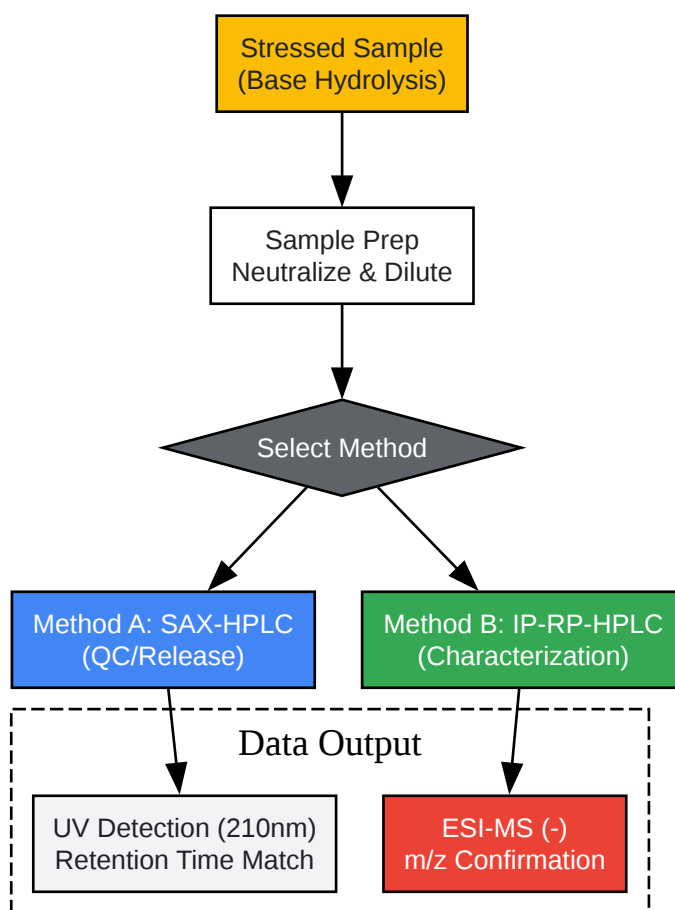 Stressed Sample
(Base Hydrolysis)
Sample Prep
Neutralize & Dilute
Select Method
Method A: SAX-HPLC
(QC/Release)
Method B: IP-RP-HPLC
(Characterization)
Data Output
UV Detection (210nm)
Retention Time Match
ESI-MS (-)
m/z Confirmation